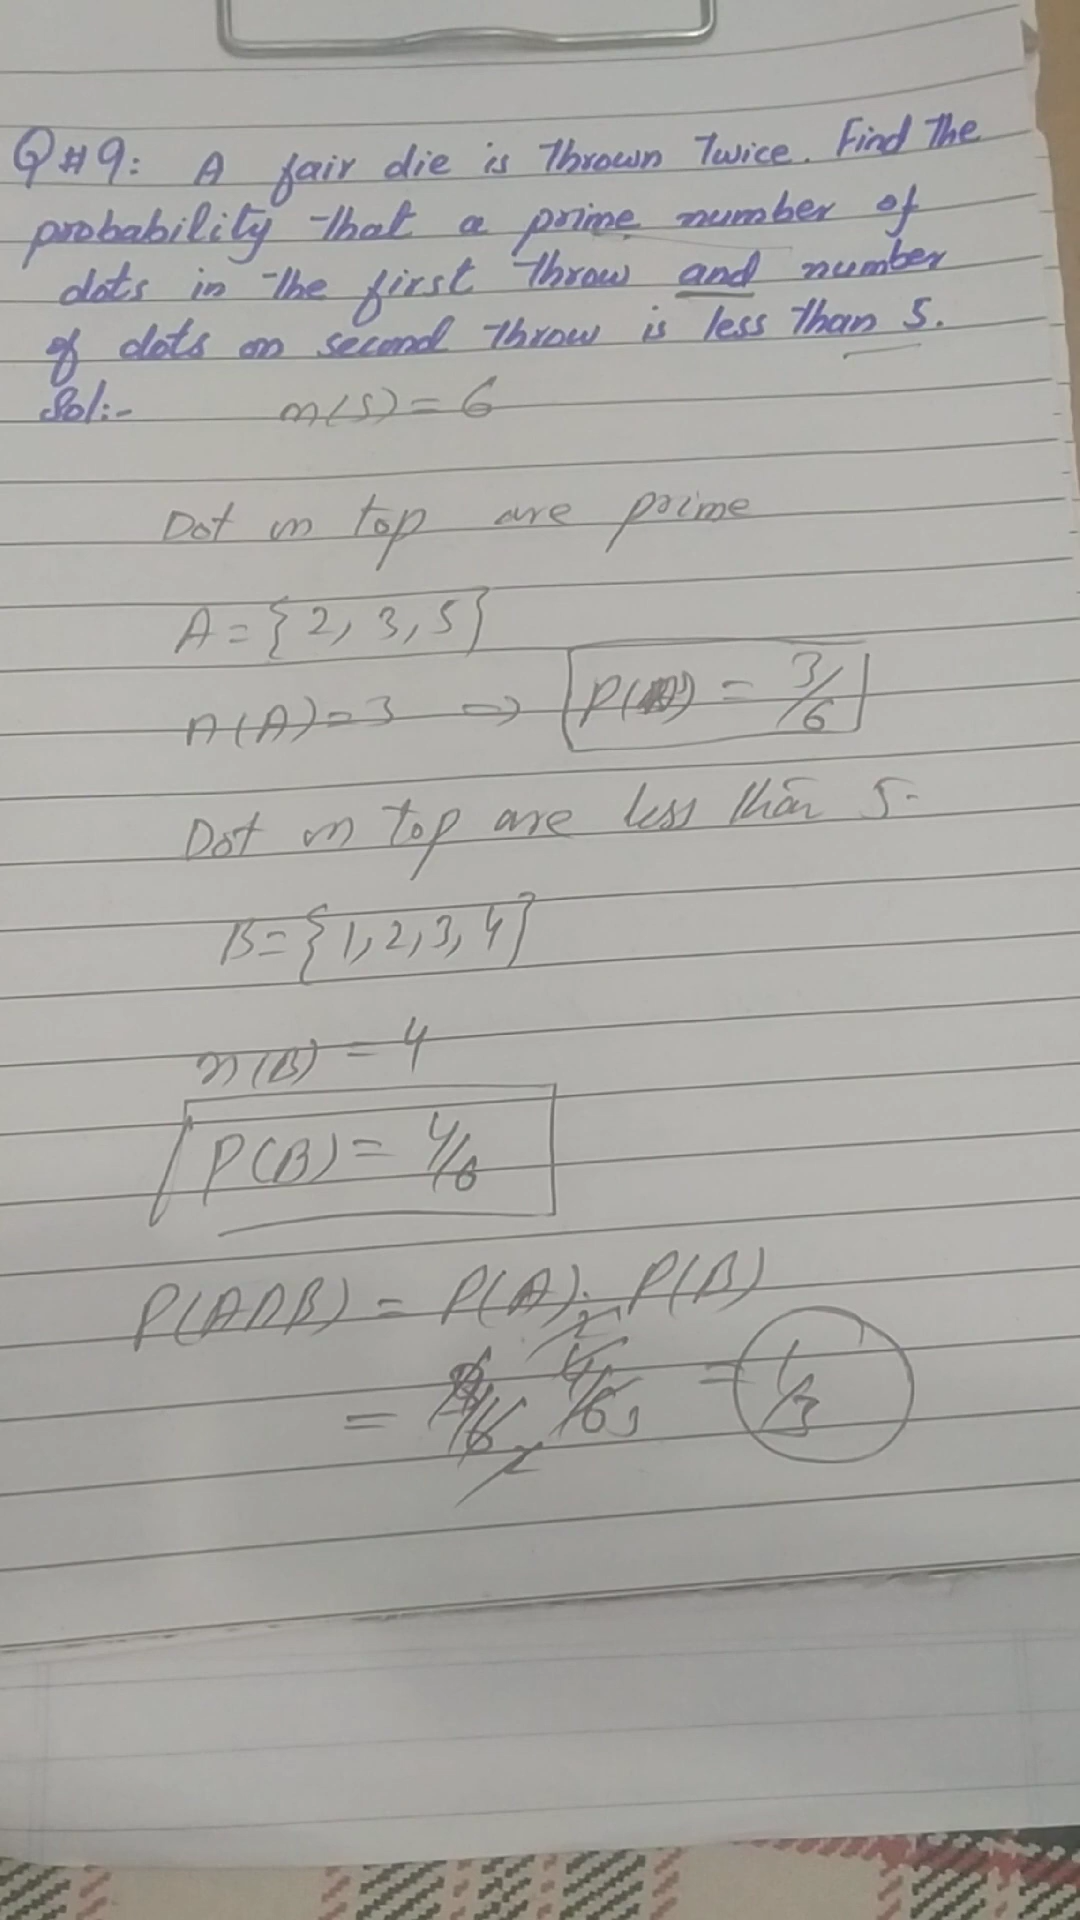 Q#9: A fair die is thrown Twice. Find The
probability that a prime number of
dots in the first throw and number
of dots on second throw is less than 5.
Sol:- n(S) = 6
Dot on top are prime
A = {2, 3, 5}
n(A) = 3 ⇒ P(A) = 3/6
Dot on top are less than 5.
B = {1, 2, 3, 4}
n(B) = 4
P(B) = 4/6
P(A∩B) = P(A). P(B)
= 3/6 2 . 4/6 2 3 = 1/3